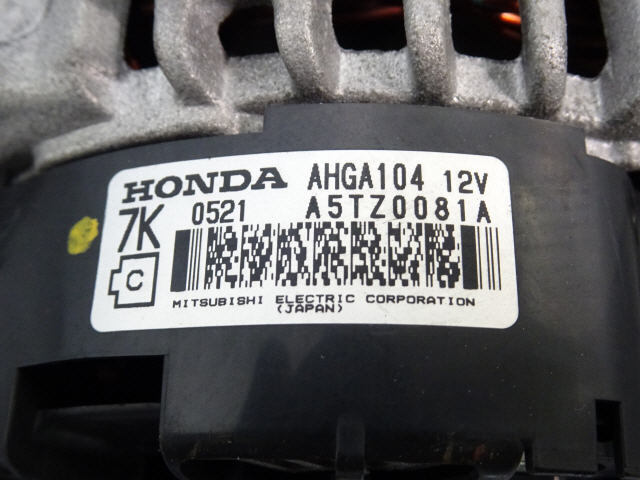 HONDA AHGA104 12V
7K 0521 A5TZ0081A
C
MITSUBISHI ELECTRIC CORPORATION
(JAPAN)